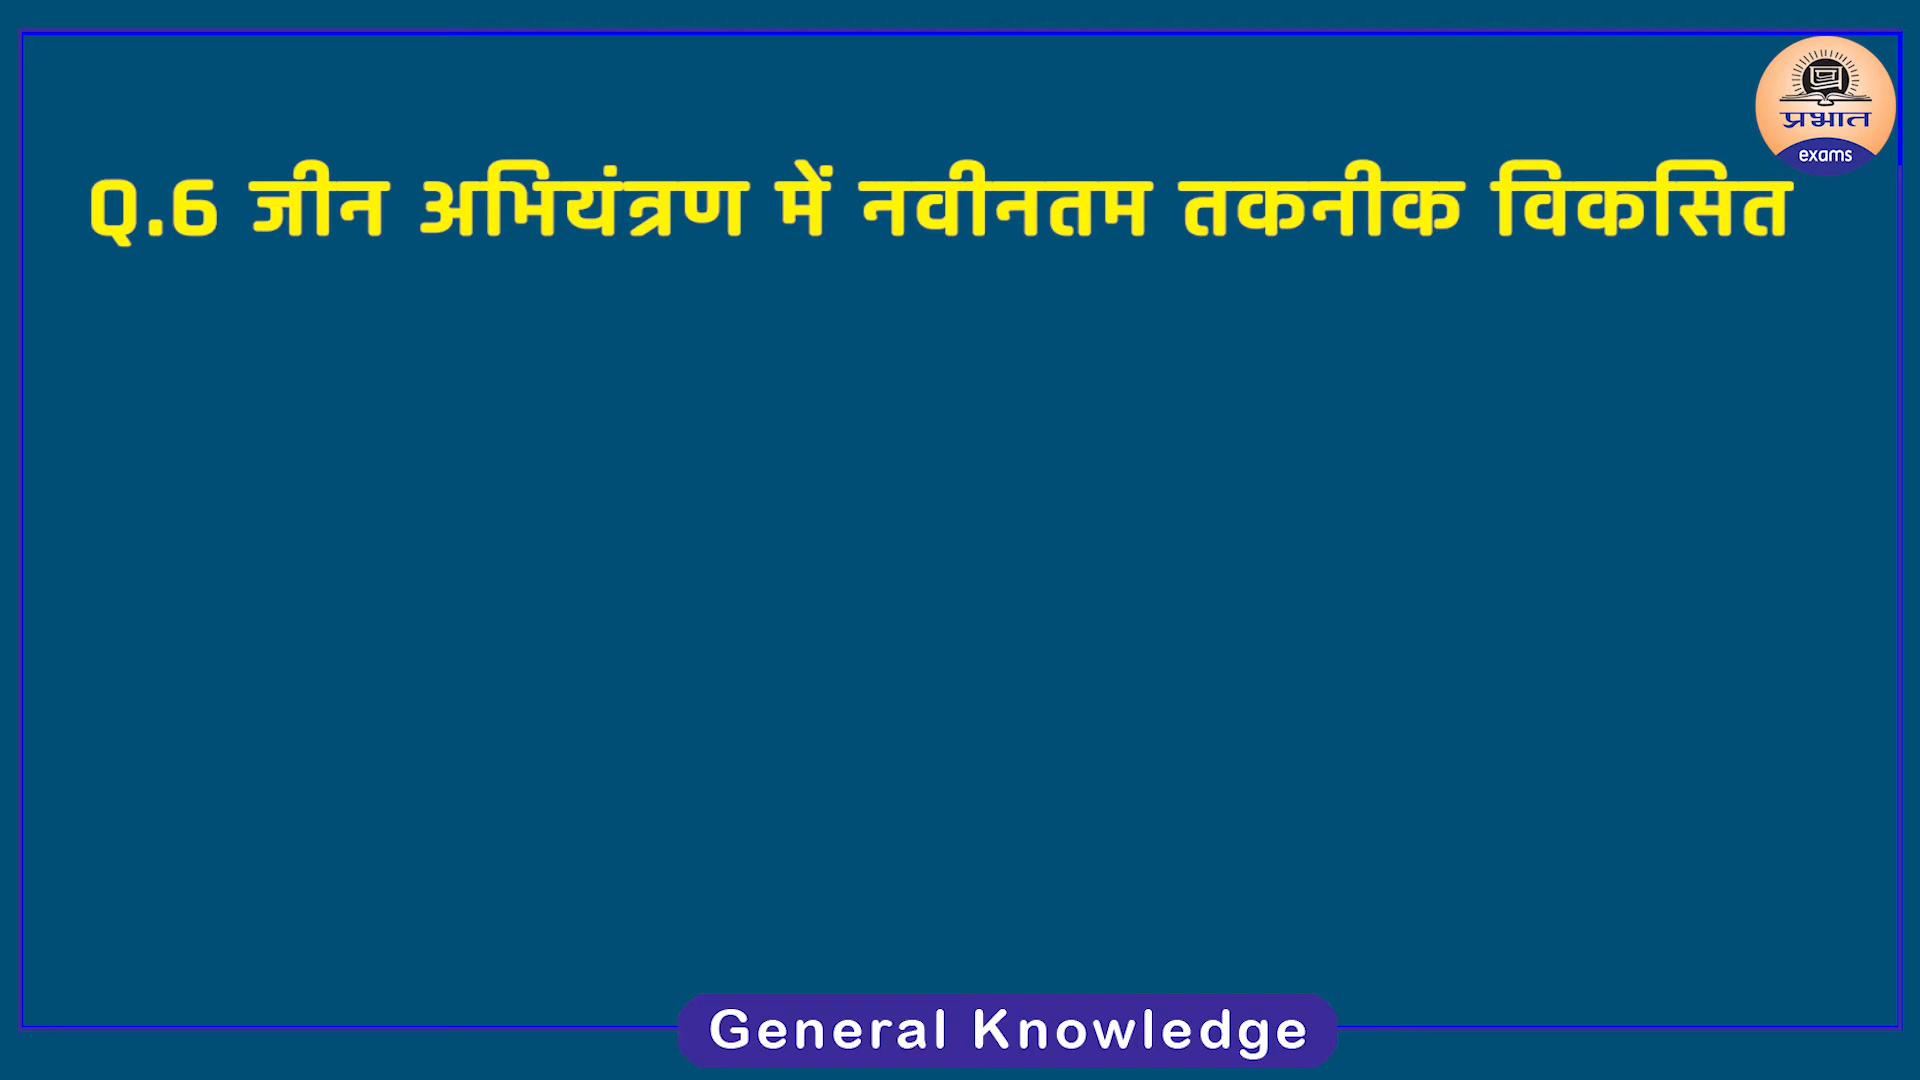 प्रभात
exams
Q.6 जीन अभियंत्रण में नवीनतम तकनीक विकसित
General Knowledge